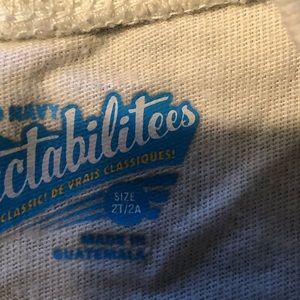 NAVY
ctabilitees
CLASSIC! DE VRAIS CLASSIQUES!
SIZE
2T/2A
MADE IN
GUATEMALA